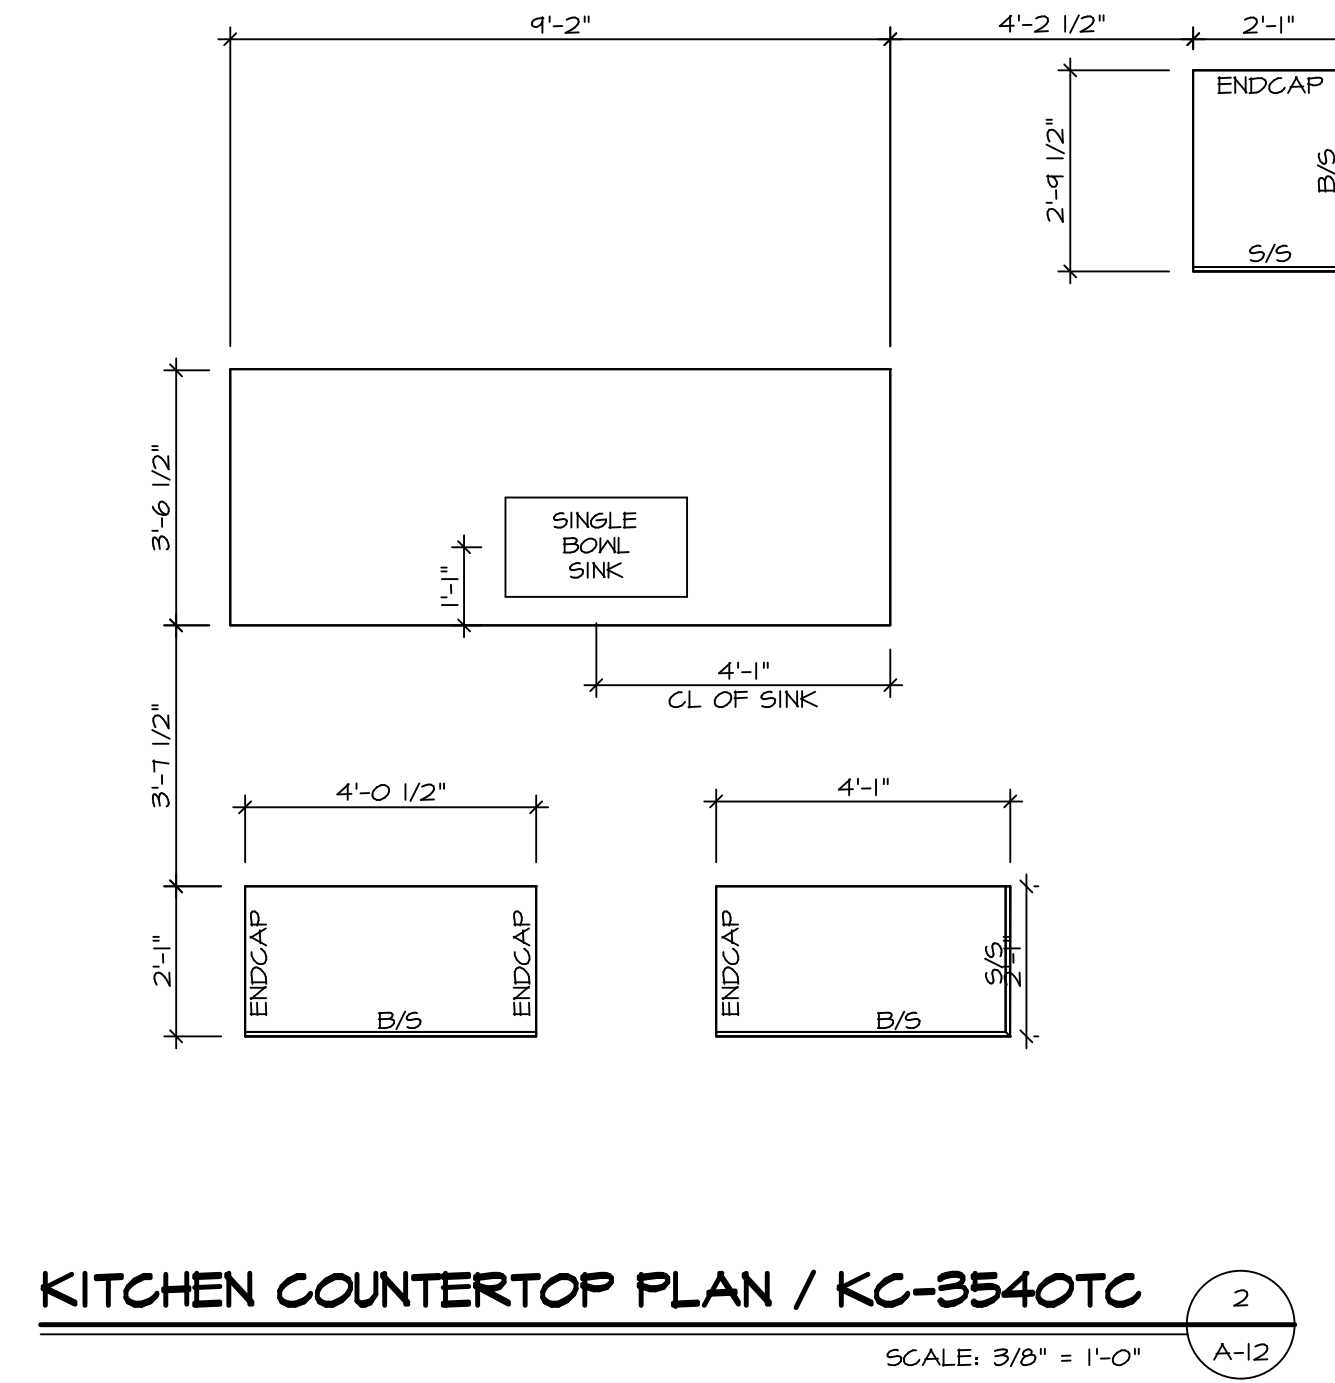 9'-2"
4'-2 1/2"
2'-1"
ENDCAP
2'-9 1/2"
B/S
S/S
3'-6 1/2"
SINGLE
BOWL
SINK
1'-1"
4'-1"
CL OF SINK
3'-7 1/2"
4'-0 1/2"
4'-1"
2'-1"
ENDCAP
ENDCAP
B/S
ENDCAP
B/S
S/S
2'-1"
KITCHEN COUNTERTOP PLAN / KC-3540TC
2
A-12
SCALE: 3/8" = 1'-0"